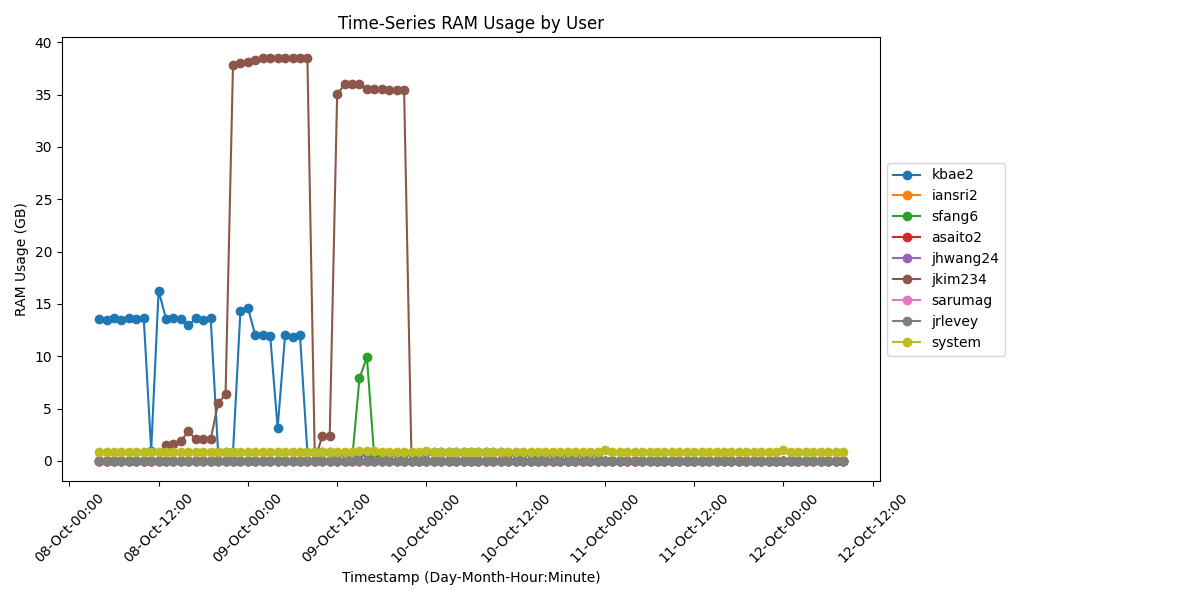 Time-Series RAM Usage by User
RAM Usage (GB)
40
35
30
25
20
15
10
5
0
08-Oct-00:00
08-Oct-12:00
09-Oct-00:00
09-Oct-12:00
10-Oct-00:00
10-Oct-12:00
11-Oct-00:00
11-Oct-12:00
12-Oct-00:00
12-Oct-12:00
Timestamp (Day-Month-Hour:Minute)
kbae2
iansri2
sfang6
asaito2
jhwang24
jkim234
sarumag
jrlevey
system